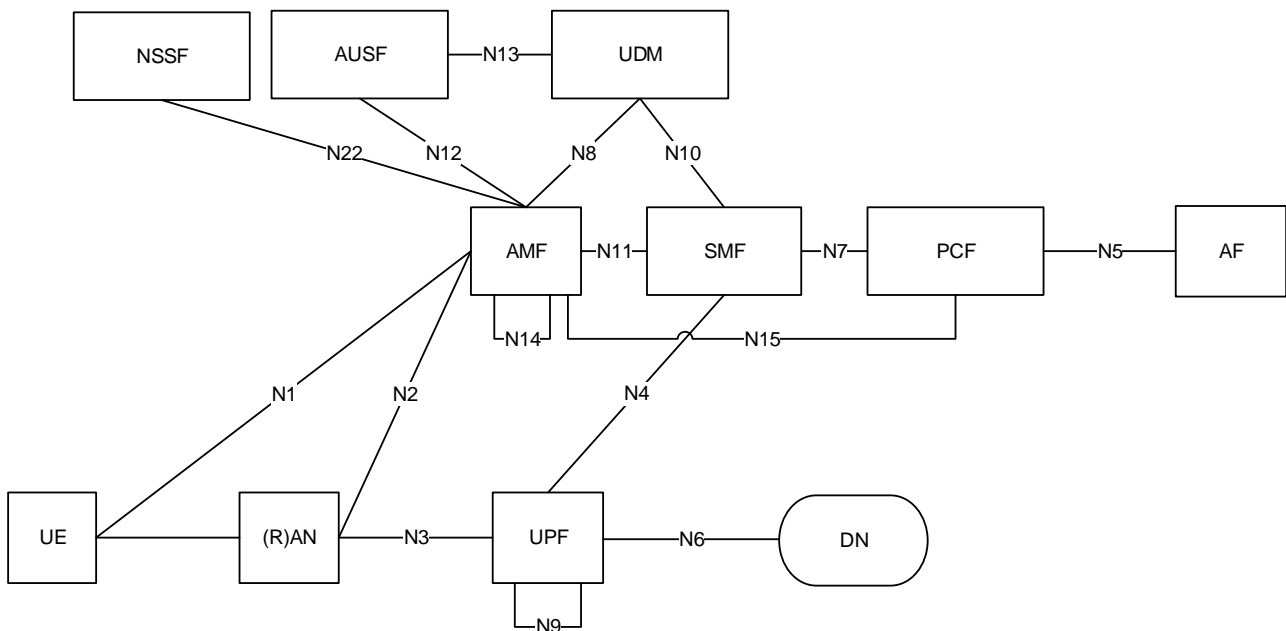 NSSF
AUSF
N13
UDM
N22
N12
N8
N10
AMF
N11
SMF
N7
PCF
N5
AF
N14
N15
N1
N2
N4
UE
(R)AN
N3
UPF
N6
DN
N9